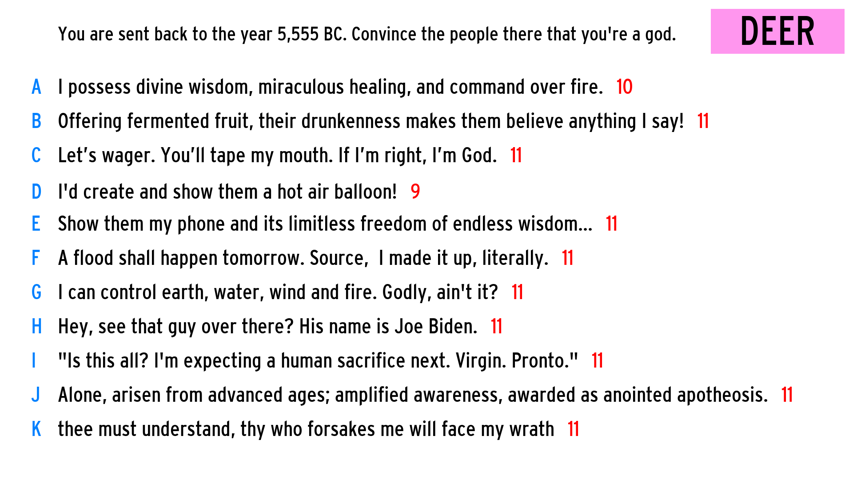 You are sent back to the year 5,555 BC. Convince the people there that you're a god.
DEER
A I possess divine wisdom, miraculous healing, and command over fire. 10
B Offering fermented fruit, their drunkenness makes them believe anything I say! 11
C Let’s wager. You’ll tape my mouth. If I’m right, I’m God. 11
D I'd create and show them a hot air balloon! 9
E Show them my phone and its limitless freedom of endless wisdom... 11
F A flood shall happen tomorrow. Source, I made it up, literally. 11
G I can control earth, water, wind and fire. Godly, ain't it? 11
H Hey, see that guy over there? His name is Joe Biden. 11
I "Is this all? I'm expecting a human sacrifice next. Virgin. Pronto." 11
J Alone, arisen from advanced ages; amplified awareness, awarded as anointed apotheosis. 11
K thee must understand, thy who forsakes me will face my wrath 11